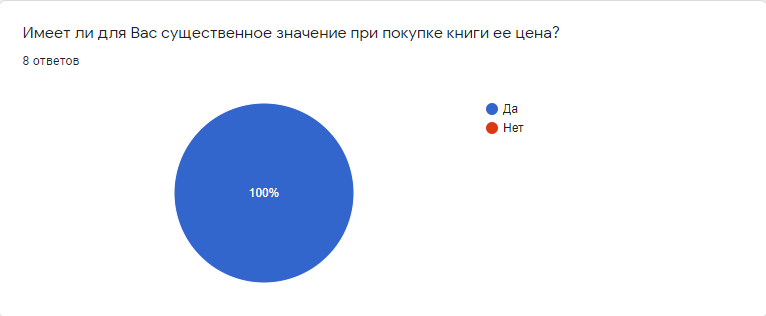 Имеет ли для Вас существенное значение при покупке книги ее цена?
8 ответов
Да
Нет
100%